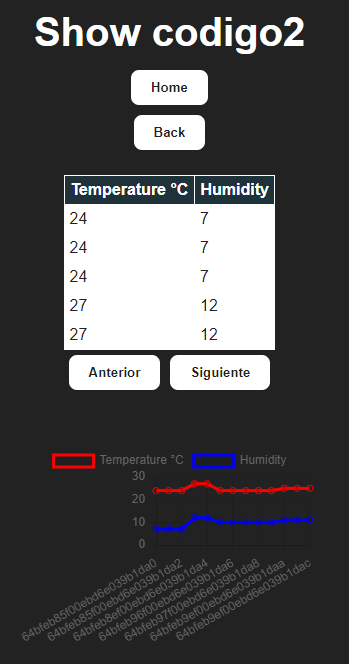 Show codigo2
Home
Back
Temperature °C Humidity
24 7
24 7
24 7
27 12
27 12
Anterior Siguiente
Temperature °C Humidity
30
20
10
0
64bfeb85f00ebd6e039b1da0
64bfeb85f00ebd6e039b1da2
64bfeb8ef00ebd6e039b1da4
64bfeb96f00ebd6e039b1da6
64bfeb97f00ebd6e039b1da8
64bfeb9ef00ebd6e039b1daa
64bfeb9ef00ebd6e039b1dac